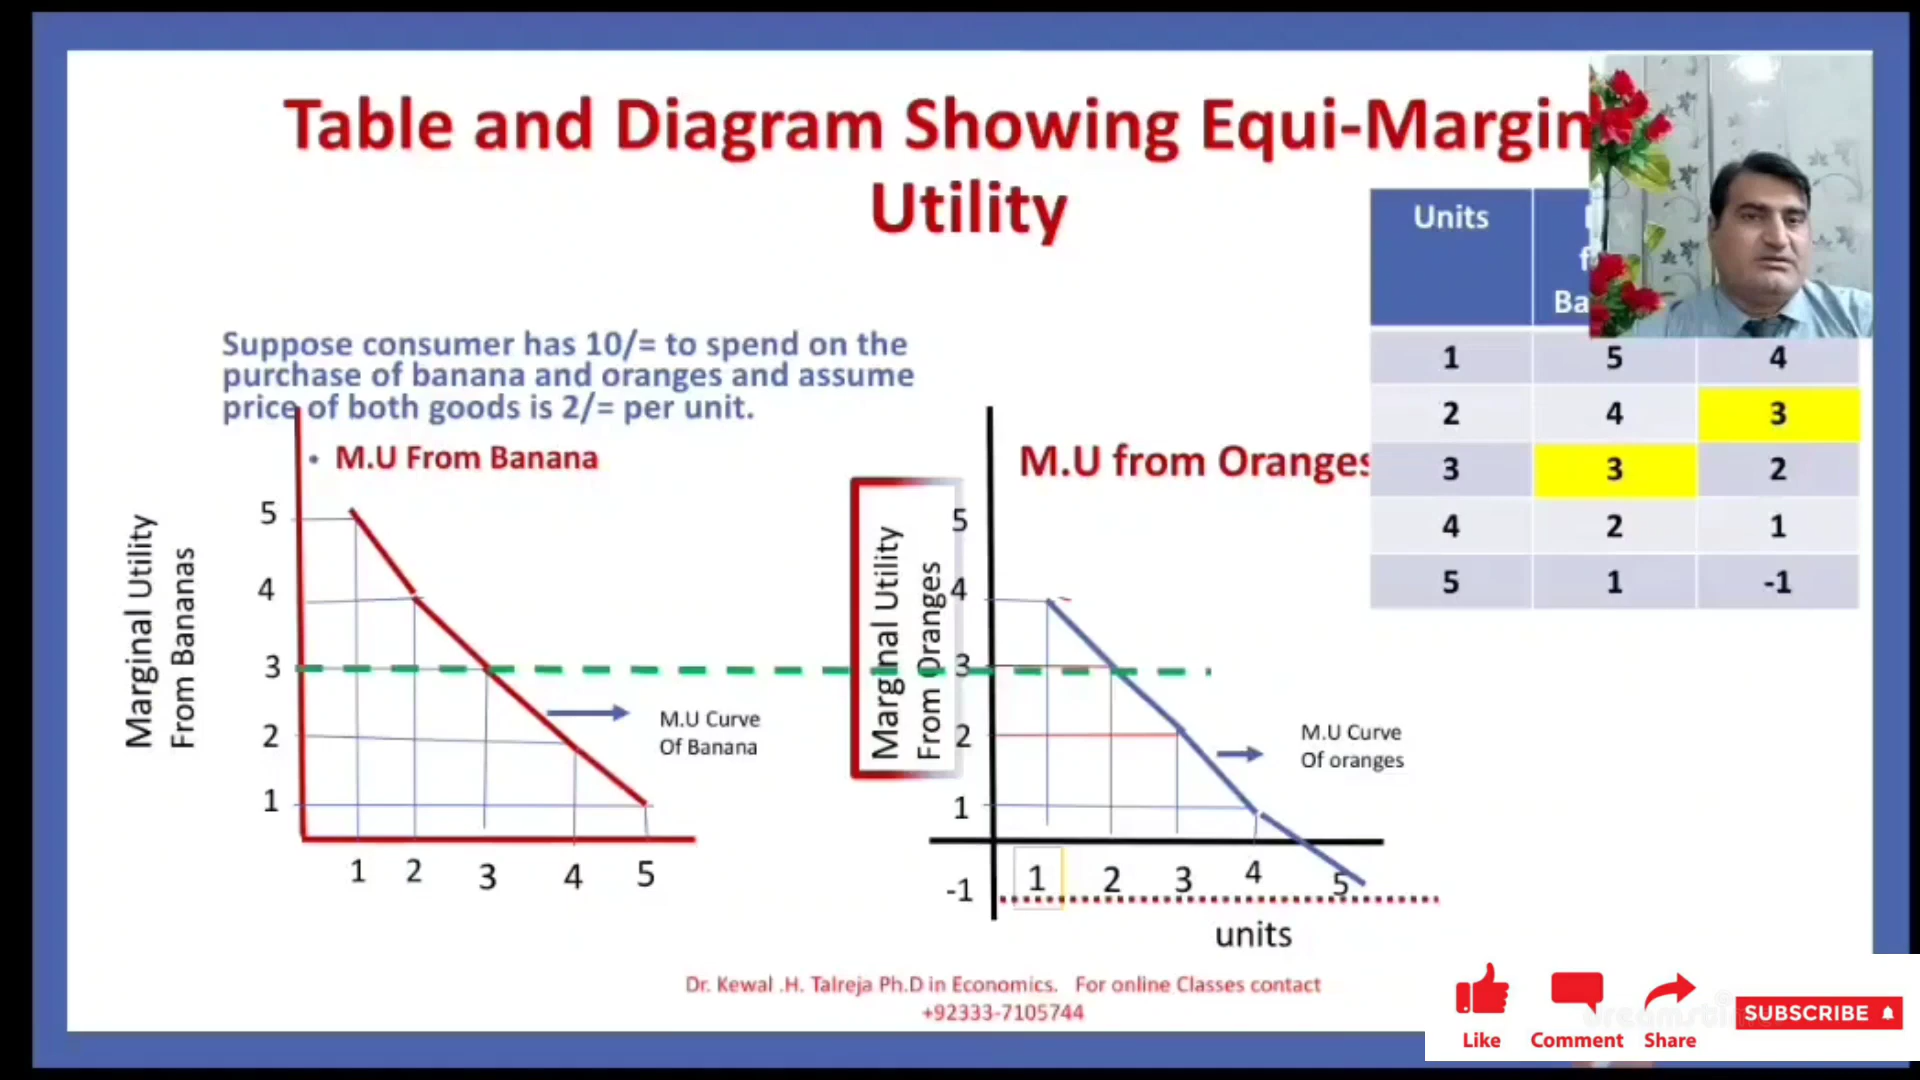 Table and Diagram Showing Equi-Margin
Utility
Suppose consumer has 10/= to spend on the
purchase of banana and oranges and assume
price of both goods is 2/= per unit.
• M.U From Banana
Marginal Utility
From Bananas
5
4
3
2
1
1 2 3 4 5
M.U Curve
Of Banana
M.U from Oranges
Marginal Utility
From Oranges
5
4
3
2
1
-1
1 2 3 4 5
units
M.U Curve
Of oranges
Units
Ba
1 5 4
2 4 3
3 3 2
4 2 1
5 1 -1
Dr. Kewal .H. Talreja Ph.D in Economics. For online Classes contact
+92333-7105744
Like Comment Share
SUBSCRIBE